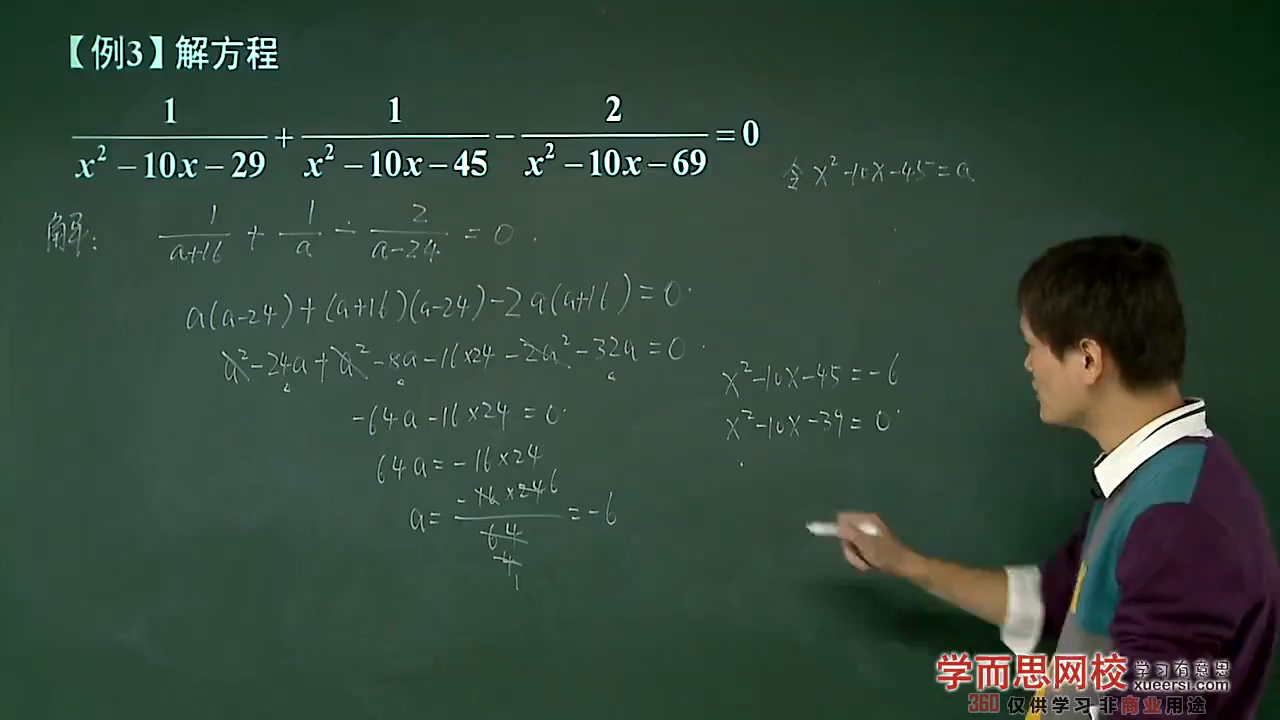 【例3】解方程
1/(x² − 10x − 29) + 1/(x² − 10x − 45) − 2/(x² − 10x − 69) = 0
令 x²-10x-45=a
解: 1/(a+16) + 1/a - 2/(a-24) = 0.
a(a-24)+(a+16)(a-24)-2a(a+16)=0.
a²-24a+a²-8a-16×24-2a²-32a=0.
-64a-16×24=0.
64a=-16×24
a= -16×24 6 / 64 4 1 = -6
x²-10x-45=-6
x²-10x-39=0.
学而思网校
学习有意思
xueersi.com
360 仅供学习 非商业用途